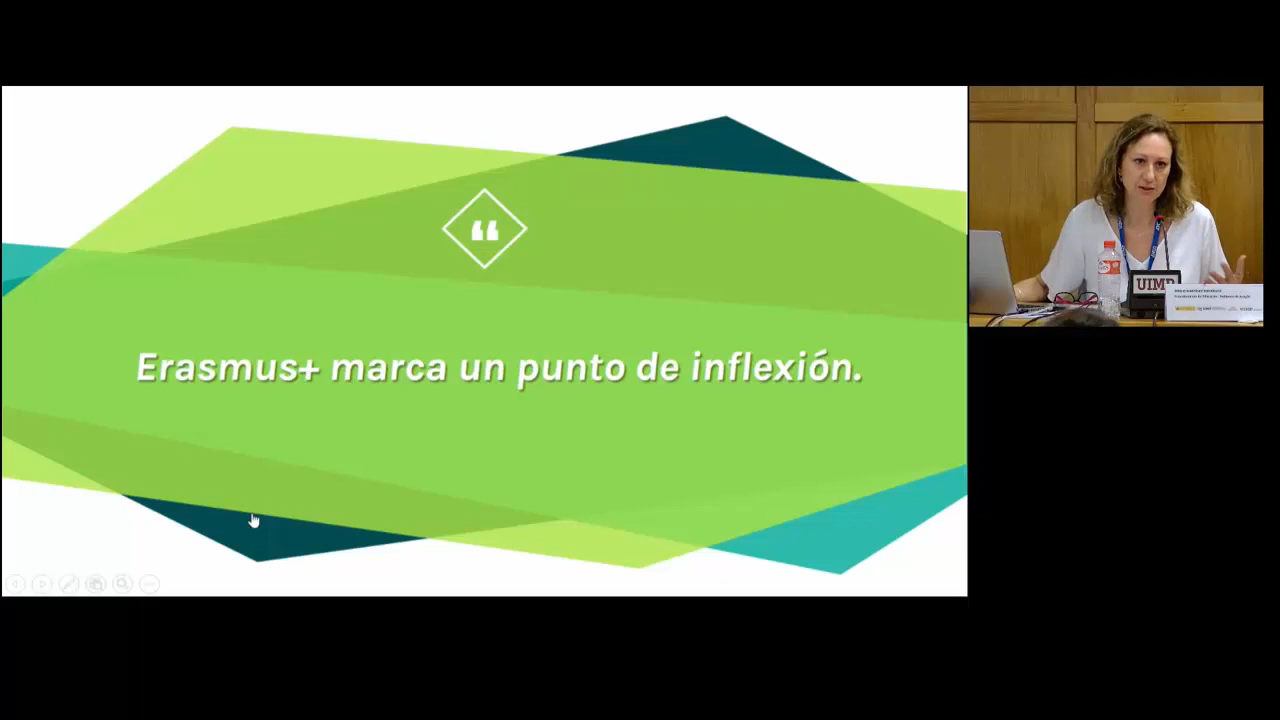 “
Erasmus+ marca un punto de inflexión.
UIMP